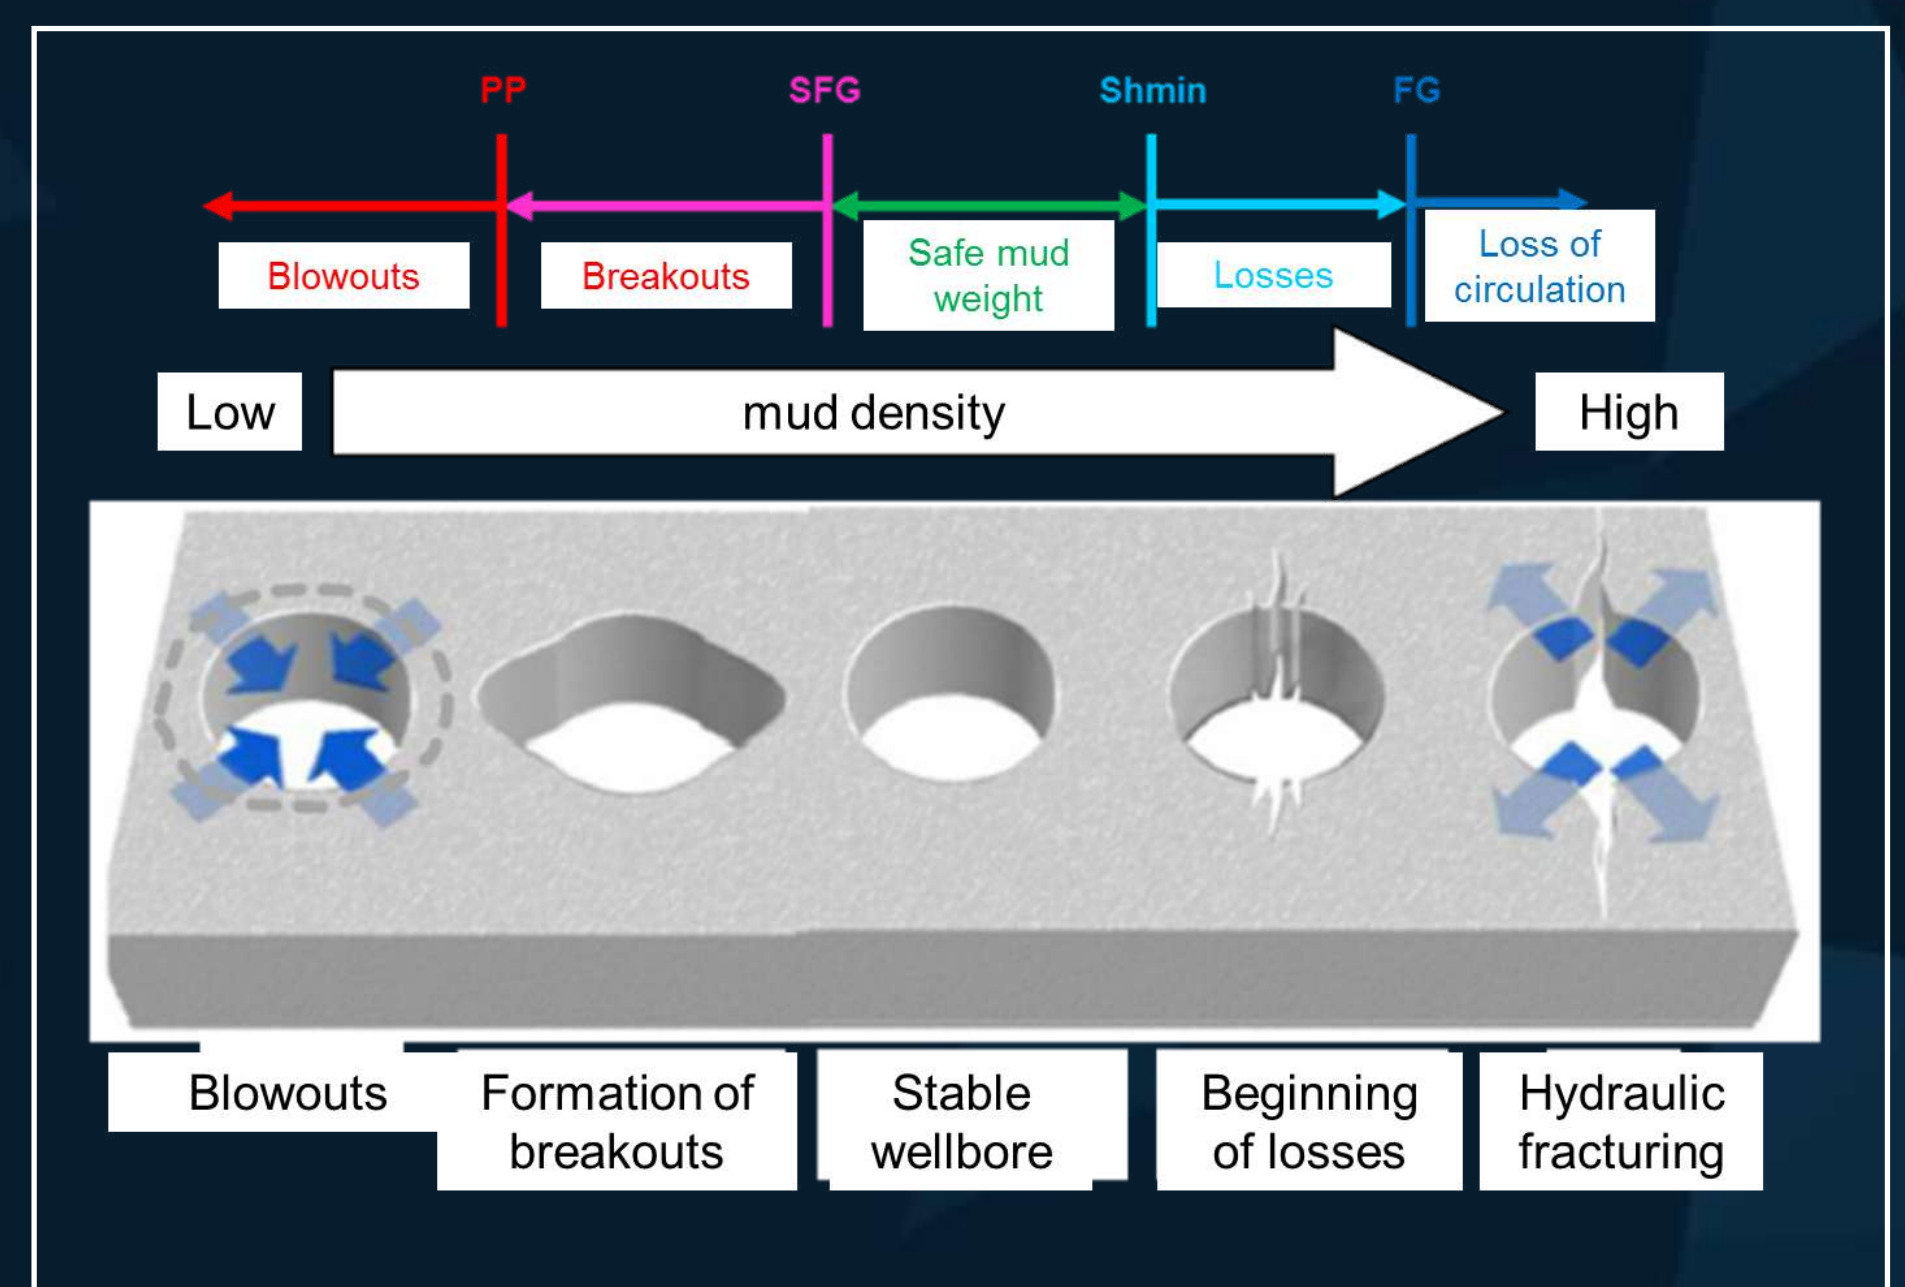 PP
SFG
Shmin
FG
Blowouts
Breakouts
Safe mud
weight
Losses
Loss of
circulation
Low
mud density
High
Blowouts
Formation of
breakouts
Stable
wellbore
Beginning
of losses
Hydraulic
fracturing